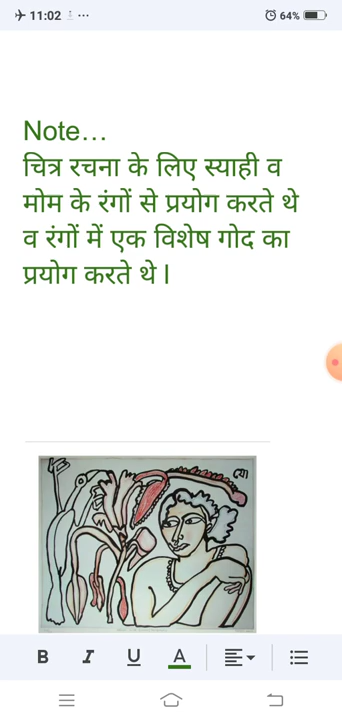 11:02
64%
Note...
चित्र रचना के लिए स्याही व
मोम के रंगों से प्रयोग करते थे
व रंगों में एक विशेष गोद का
प्रयोग करते थे l
B I U A